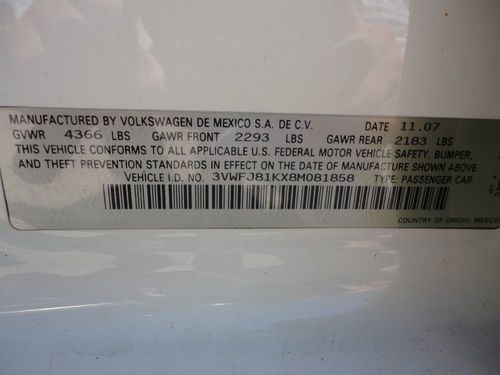 MANUFACTURED BY VOLKSWAGEN DE MEXICO S.A. DE C.V. DATE 11.07
GVWR 4366 LBS GAWR FRONT 2293 LBS GAWR REAR 2183 LBS
THIS VEHICLE CONFORMS TO ALL APPLICABLE U.S. FEDERAL MOTOR VEHICLE SAFETY, BUMPER,
AND THEFT PREVENTION STANDARDS IN EFFECT ON THE DATE OF MANUFACTURE SHOWN ABOVE.
VEHICLE I.D. NO. 3VWFJ81KX8M081858 TYPE: PASSENGER CAR
COUNTRY OF ORIGIN: MEXICO